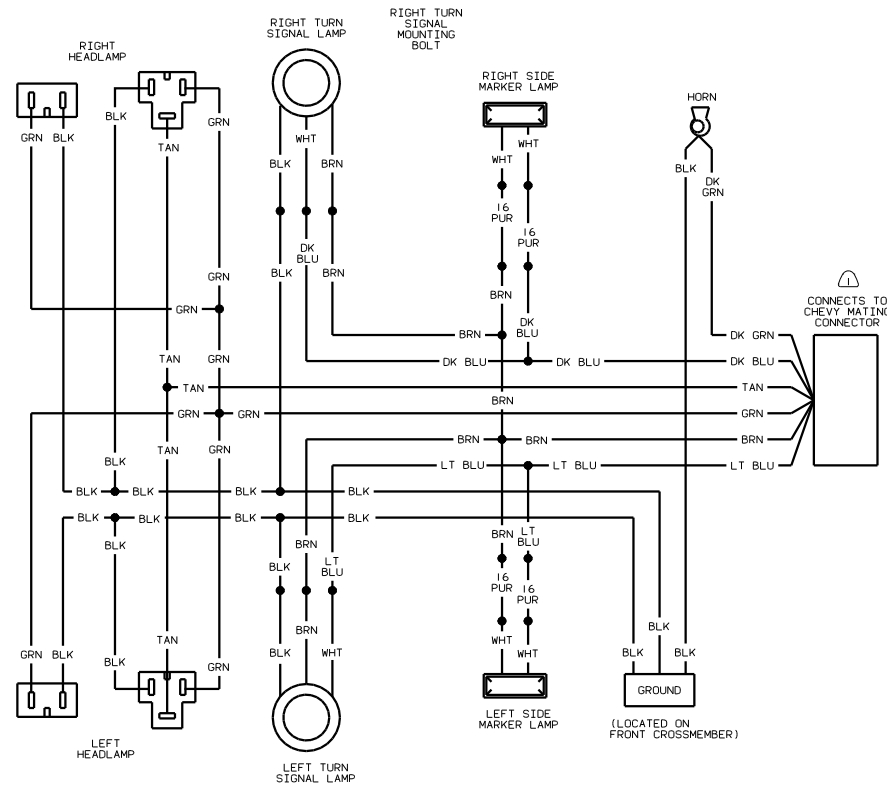 RIGHT TURN
SIGNAL LAMP
RIGHT TURN
SIGNAL
MOUNTING
BOLT
RIGHT
HEADLAMP
RIGHT SIDE
MARKER LAMP
HORN
GRN
BLK
BLK
GRN
TAN
WHT
BLK
BRN
WHT
WHT
BLK
DK
GRN
16
PUR
16
PUR
DK
BLU
BLK
BRN
GRN
BRN
1
CONNECTS TO
CHEVY MATING
CONNECTOR
GRN
DK
BLU
BRN
DK GRN
TAN
GRN
DK BLU
DK BLU
DK BLU
TAN
TAN
BRN
GRN
GRN
GRN
TAN
GRN
BRN
BRN
BRN
BLK
LT BLU
LT BLU
LT BLU
BLK
BLK
BLK
BLK
BLK
BLK
BLK
BLK
BLK
BRN
BRN
LT
BLU
BLK
LT
BLU
16
PUR
16
PUR
BRN
BLK
TAN
WHT
GRN
BLK
BLK
GRN
BLK
WHT
WHT
BLK
BLK
GROUND
LEFT SIDE
MARKER LAMP
(LOCATED ON
FRONT CROSSMEMBER)
LEFT
HEADLAMP
LEFT TURN
SIGNAL LAMP